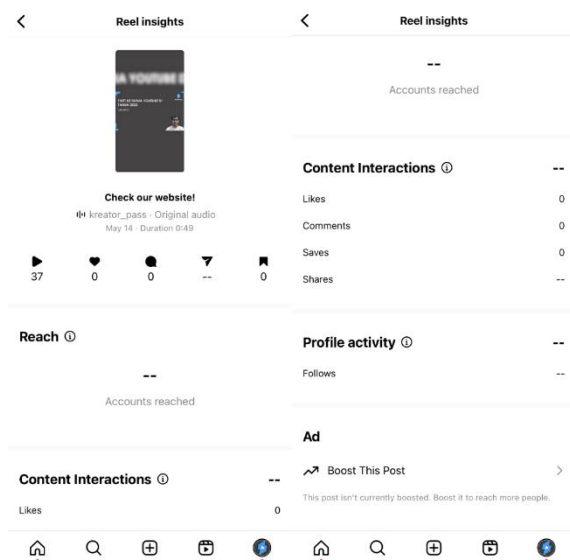 Reel insights
A YOUTUBE
Check our website!
kreator_pass · Original audio
May 14 · Duration 0:49
37
0
0
--
0
Reach
--
Accounts reached
Content Interactions
--
Likes
0
Reel insights
--
Accounts reached
Content Interactions
--
Likes
0
Comments
0
Saves
0
Shares
--
Profile activity
--
Follows
--
Ad
Boost This Post
This post isn't currently boosted. Boost it to reach more people.